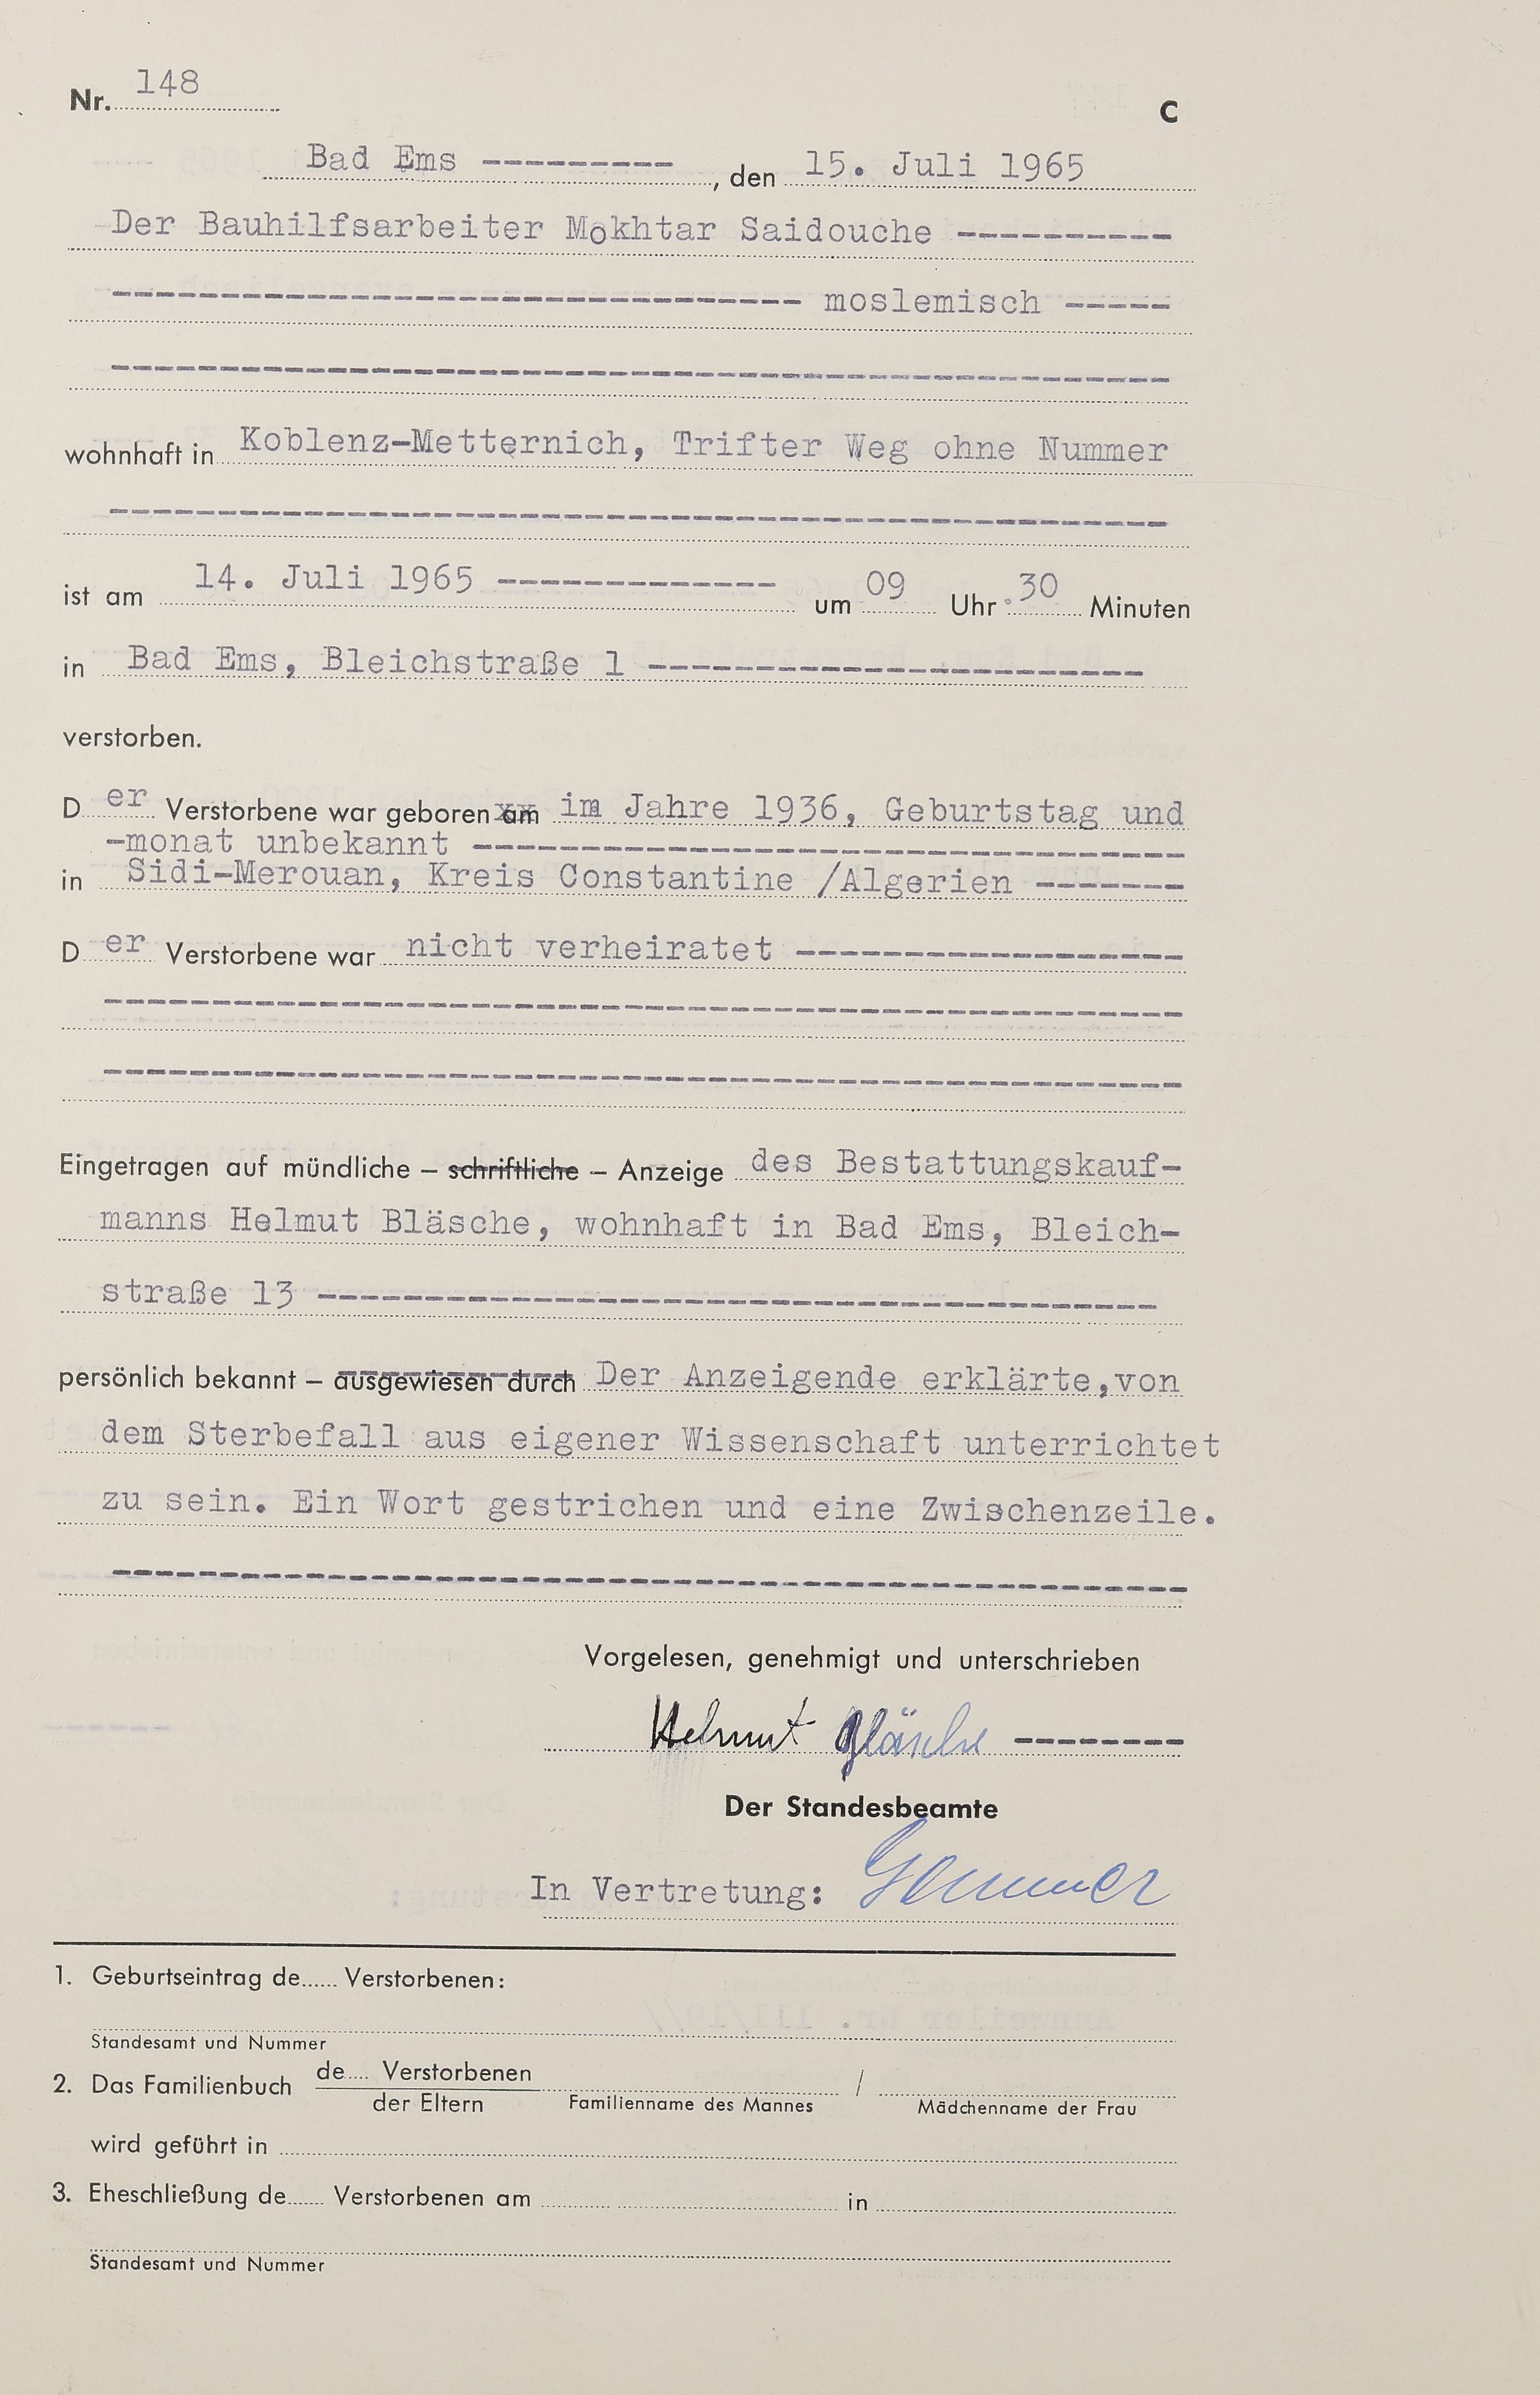 Nr. 148
C
Bad Ems ---------, den 15. Juli 1965
Der Bauhilfsarbeiter Mokhtar Saidouche ----------
-------------------------------- moslemisch -----
wohnhaft in Koblenz-Metternich, Trifter Weg ohne Nummer
ist am 14. Juli 1965 ------------- um 09 Uhr 30 Minuten
in Bad Ems, Bleichstraße 1 -----------------------
verstorben.
Der Verstorbene war geboren am im Jahre 1936, Geburtstag und
-monat unbekannt ---------------------------------
in Sidi-Merouan, Kreis Constantine /Algerien -------
Der Verstorbene war nicht verheiratet ------------------
Eingetragen auf mündliche – schriftliche – Anzeige des Bestattungskauf-
manns Helmut Bläsche, wohnhaft in Bad Ems, Bleich-
straße 13 ---------------------------------------
persönlich bekannt – ausgewiesen durch Der Anzeigende erklärte,von
dem Sterbefall aus eigener Wissenschaft unterrichtet
zu sein. Ein Wort gestrichen und eine Zwischenzeile.
Vorgelesen, genehmigt und unterschrieben
Helmut Bläsche --------
Der Standesbeamte
In Vertretung:
1. Geburtseintrag de...... Verstorbenen:
Standesamt und Nummer
2. Das Familienbuch de.... Verstorbenen
der Eltern
/
Familienname des Mannes Mädchenname der Frau
wird geführt in
3. Eheschließung de...... Verstorbenen am in
Standesamt und Nummer